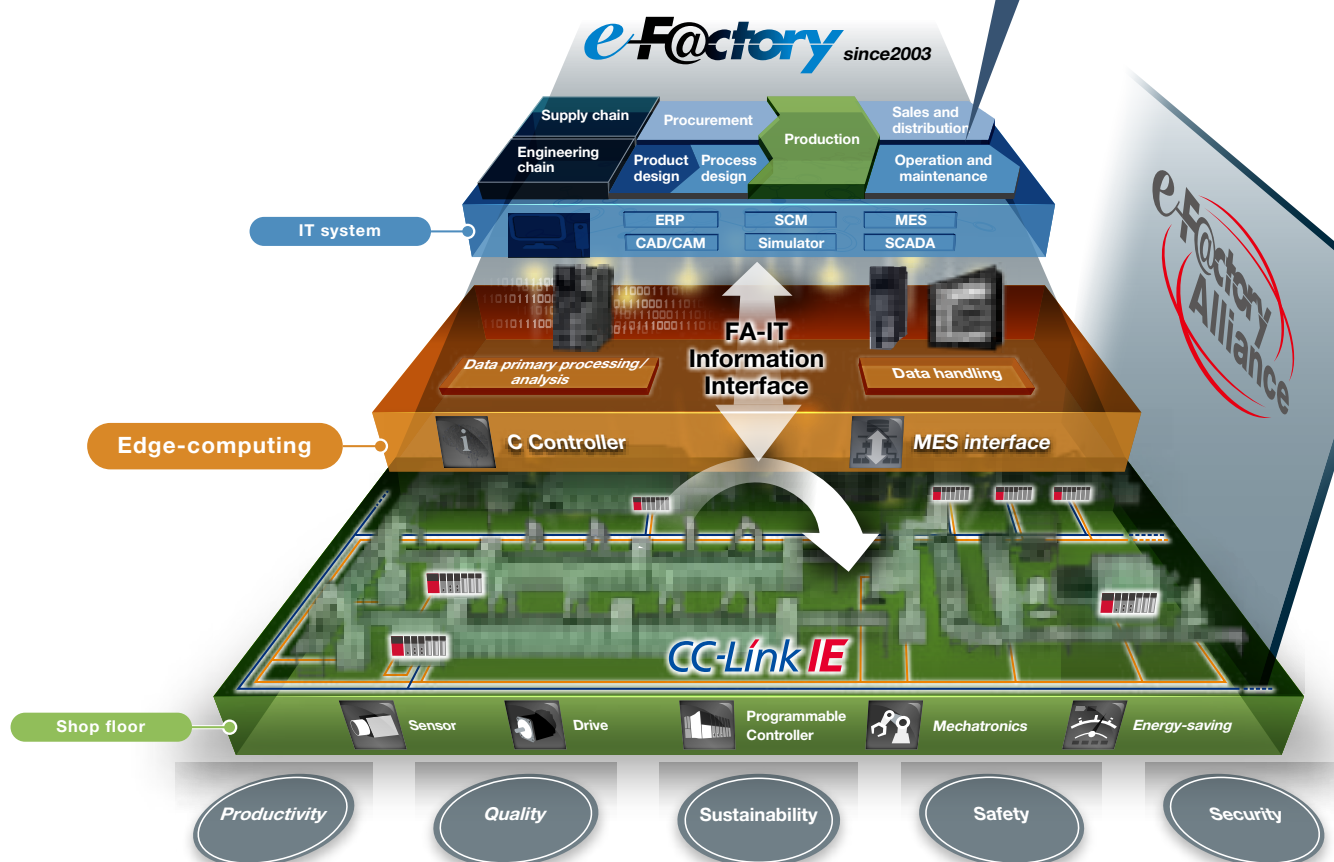 e-F@ctory since2003
Supply chain
Procurement
Production
Sales and
distribution
Engineering
chain
Product
design
Process
design
Operation and
maintenance
IT system
ERP
SCM
MES
CAD/CAM
Simulator
SCADA
e-F@ctory
Alliance
FA-IT
Information
Interface
Data primary processing/
analysis
Data handling
Edge-computing
C Controller
MES interface
CC-Link IE
Shop floor
Sensor
Drive
Programmable
Controller
Mechatronics
Energy-saving
Productivity
Quality
Sustainability
Safety
Security